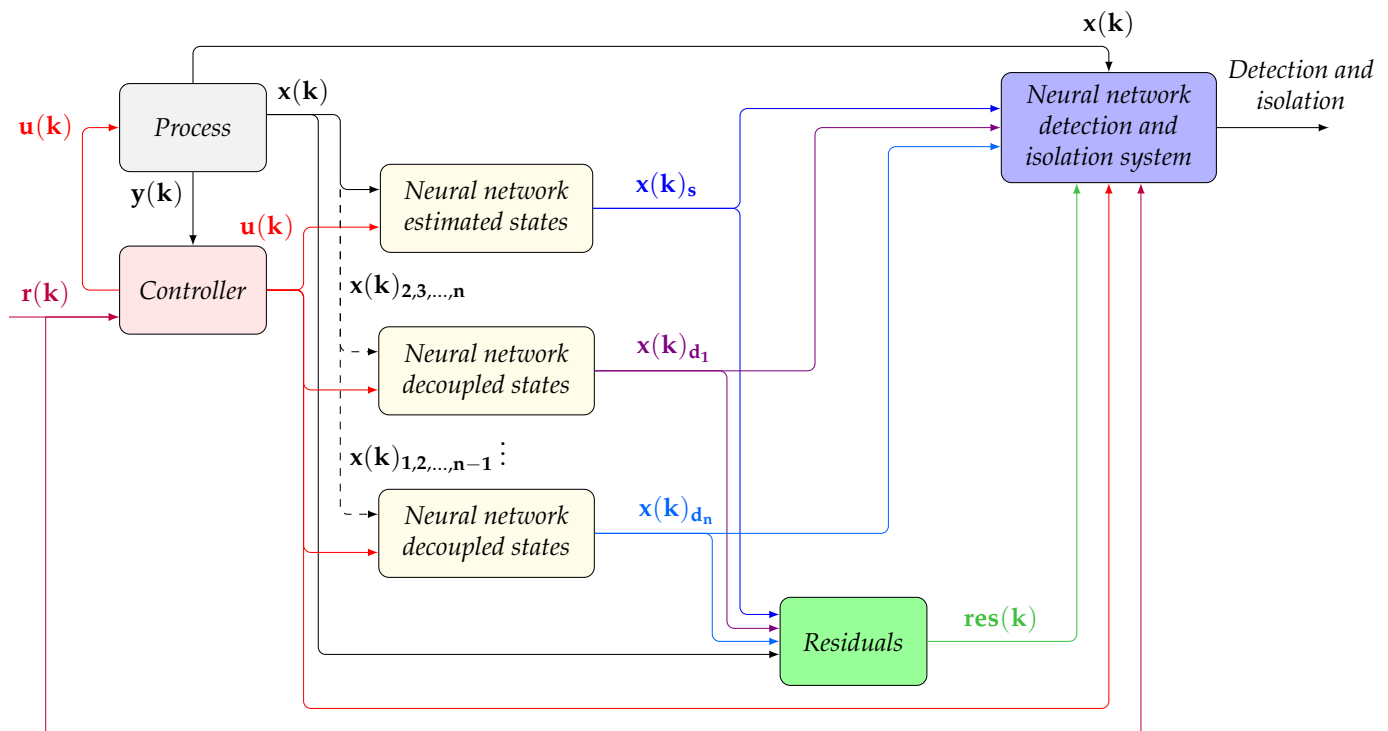 x(k)
Detection and
isolation
Neural network
detection and
isolation system
x(k)
Process
u(k)
y(k)
Neural network
estimated states
x(k)s
u(k)
Controller
r(k)
x(k)2,3,...,n
Neural network
decoupled states
x(k)d1
x(k)1,2,...,n−1 ⋮
Neural network
decoupled states
x(k)dn
Residuals
res(k)